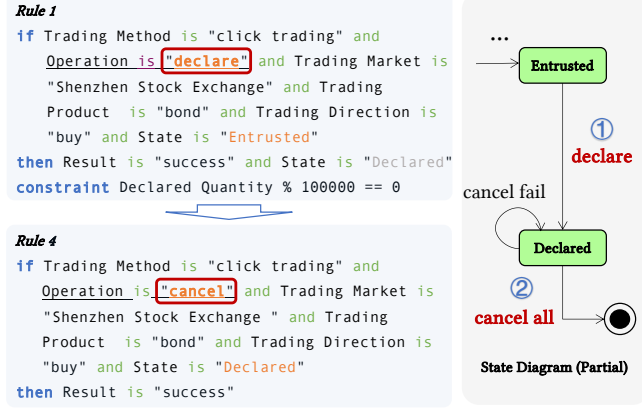 Rule 1
if Trading Method is "click trading" and
Operation is "declare" and Trading Market is
"Shenzhen Stock Exchange" and Trading
Product is "bond" and Trading Direction is
"buy" and State is "Entrusted"
then Result is "success" and State is "Declared"
constraint Declared Quantity % 100000 == 0
Rule 4
if Trading Method is "click trading" and
Operation is "cancel" and Trading Market is
"Shenzhen Stock Exchange " and Trading
Product is "bond" and Trading Direction is
"buy" and State is "Declared"
then Result is "success"
...
Entrusted
①
declare
cancel fail
Declared
②
cancel all
State Diagram (Partial)